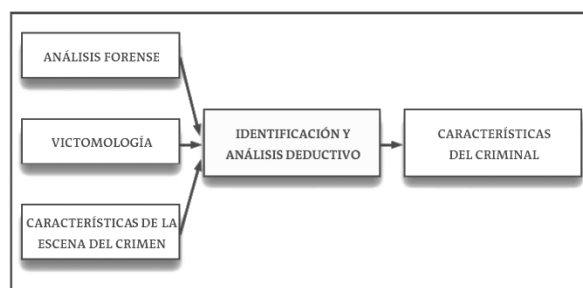 ANÁLISIS FORENSE
VICTOMOLOGÍA
CARACTERÍSTICAS DE LA
ESCENA DEL CRIMEN
IDENTIFICACIÓN Y
ANÁLISIS DEDUCTIVO
CARACTERÍSTICAS
DEL CRIMINAL